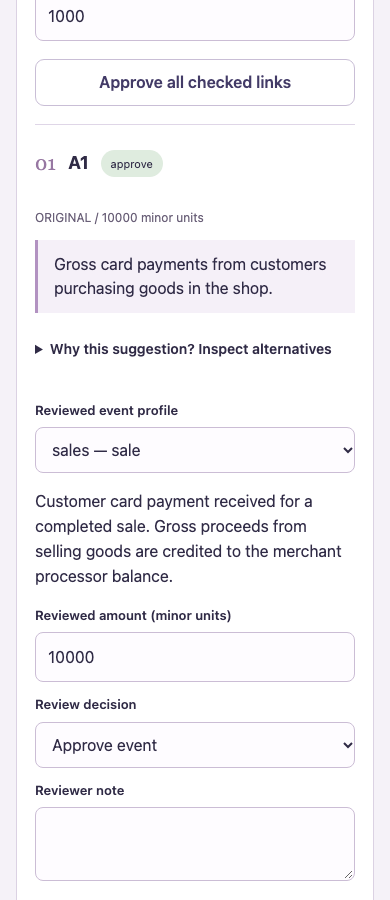 1000
Approve all checked links
01 A1 approve
ORIGINAL / 10000 minor units
Gross card payments from customers
purchasing goods in the shop.
Why this suggestion? Inspect alternatives
Reviewed event profile
sales — sale
Customer card payment received for a
completed sale. Gross proceeds from
selling goods are credited to the merchant
processor balance.
Reviewed amount (minor units)
10000
Review decision
Approve event
Reviewer note